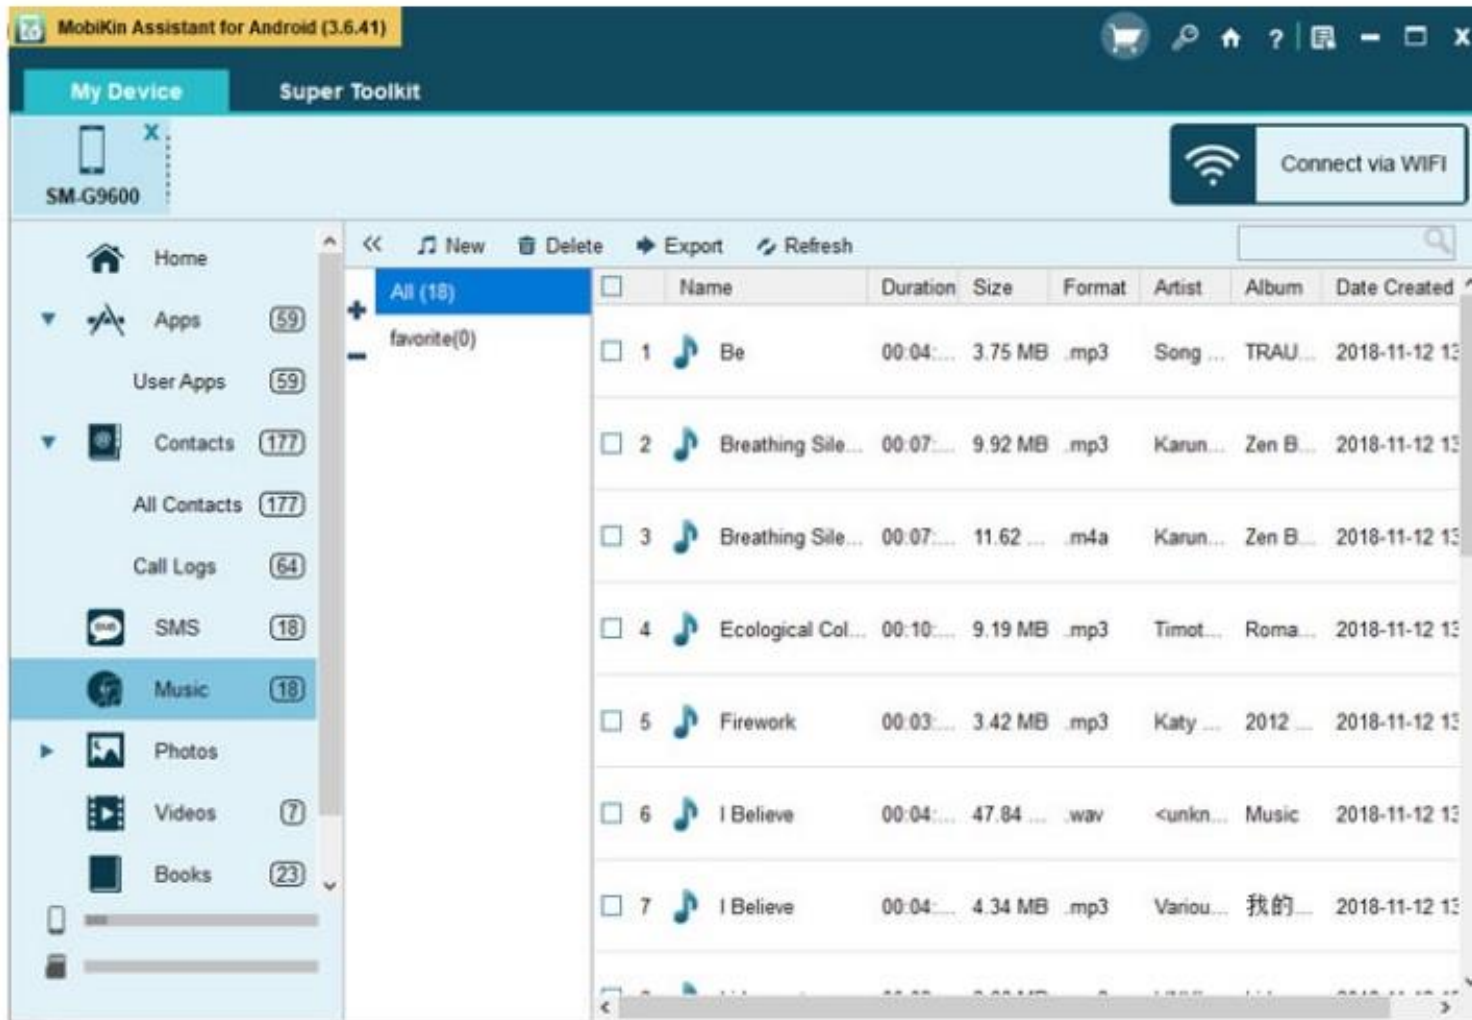 MobiKin Assistant for Android (3.6.41)
?
X
My Device
Super Toolkit
X
SM-G9600
Connect via WIFI
Home
Apps 59
User Apps 59
Contacts 177
All Contacts 177
Call Logs 64
SMS 18
Music 18
Photos
Videos 7
Books 23
<< New Delete Export Refresh
All (18)
favorite(0)
Name Duration Size Format Artist Album Date Created
1 Be 00:04:... 3.75 MB .mp3 Song ... TRAU... 2018-11-12 13
2 Breathing Sile... 00:07:... 9.92 MB .mp3 Karun... Zen B... 2018-11-12 13
3 Breathing Sile... 00:07:... 11.62 ... .m4a Karun... Zen B... 2018-11-12 13
4 Ecological Col... 00:10:... 9.19 MB .mp3 Timot... Roma... 2018-11-12 13
5 Firework 00:03:... 3.42 MB .mp3 Katy ... 2012 ... 2018-11-12 13
6 I Believe 00:04:... 47.84 ... .wav <unkn... Music 2018-11-12 13
7 I Believe 00:04:... 4.34 MB .mp3 Variou... 我的... 2018-11-12 13